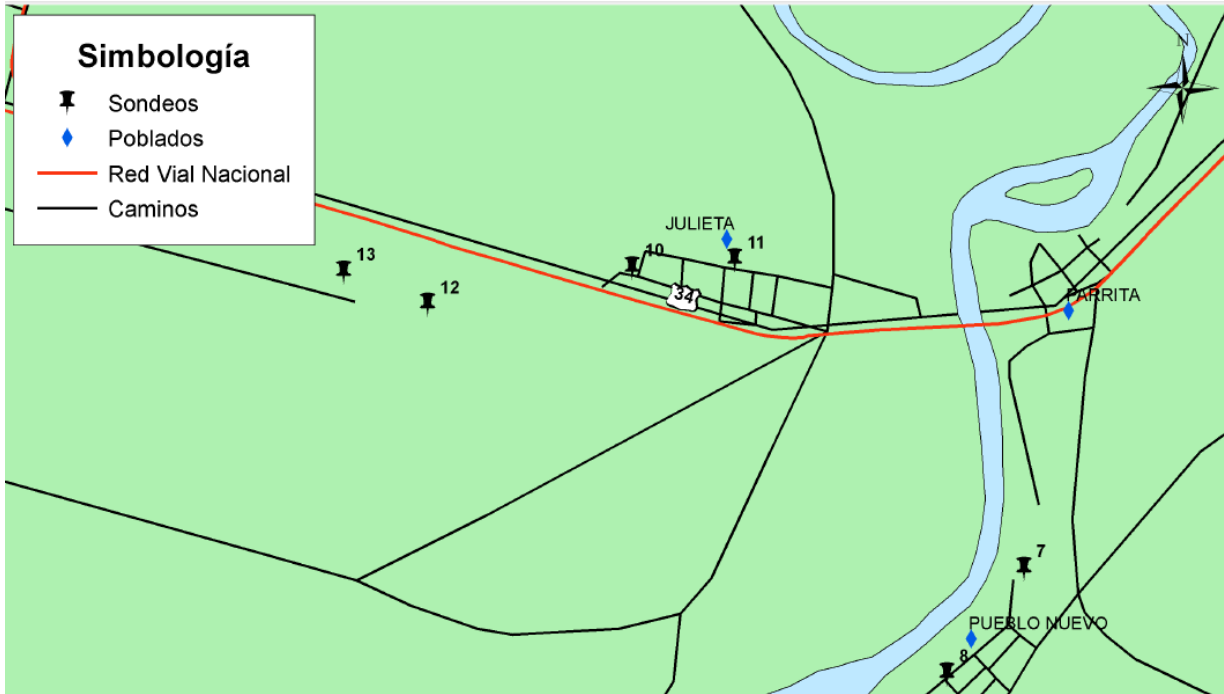 Simbología
Sondeos
Poblados
Red Vial Nacional
Caminos
N
JULIETA
11
10
13
12
34
PARRITA
7
PUEBLO NUEVO
8